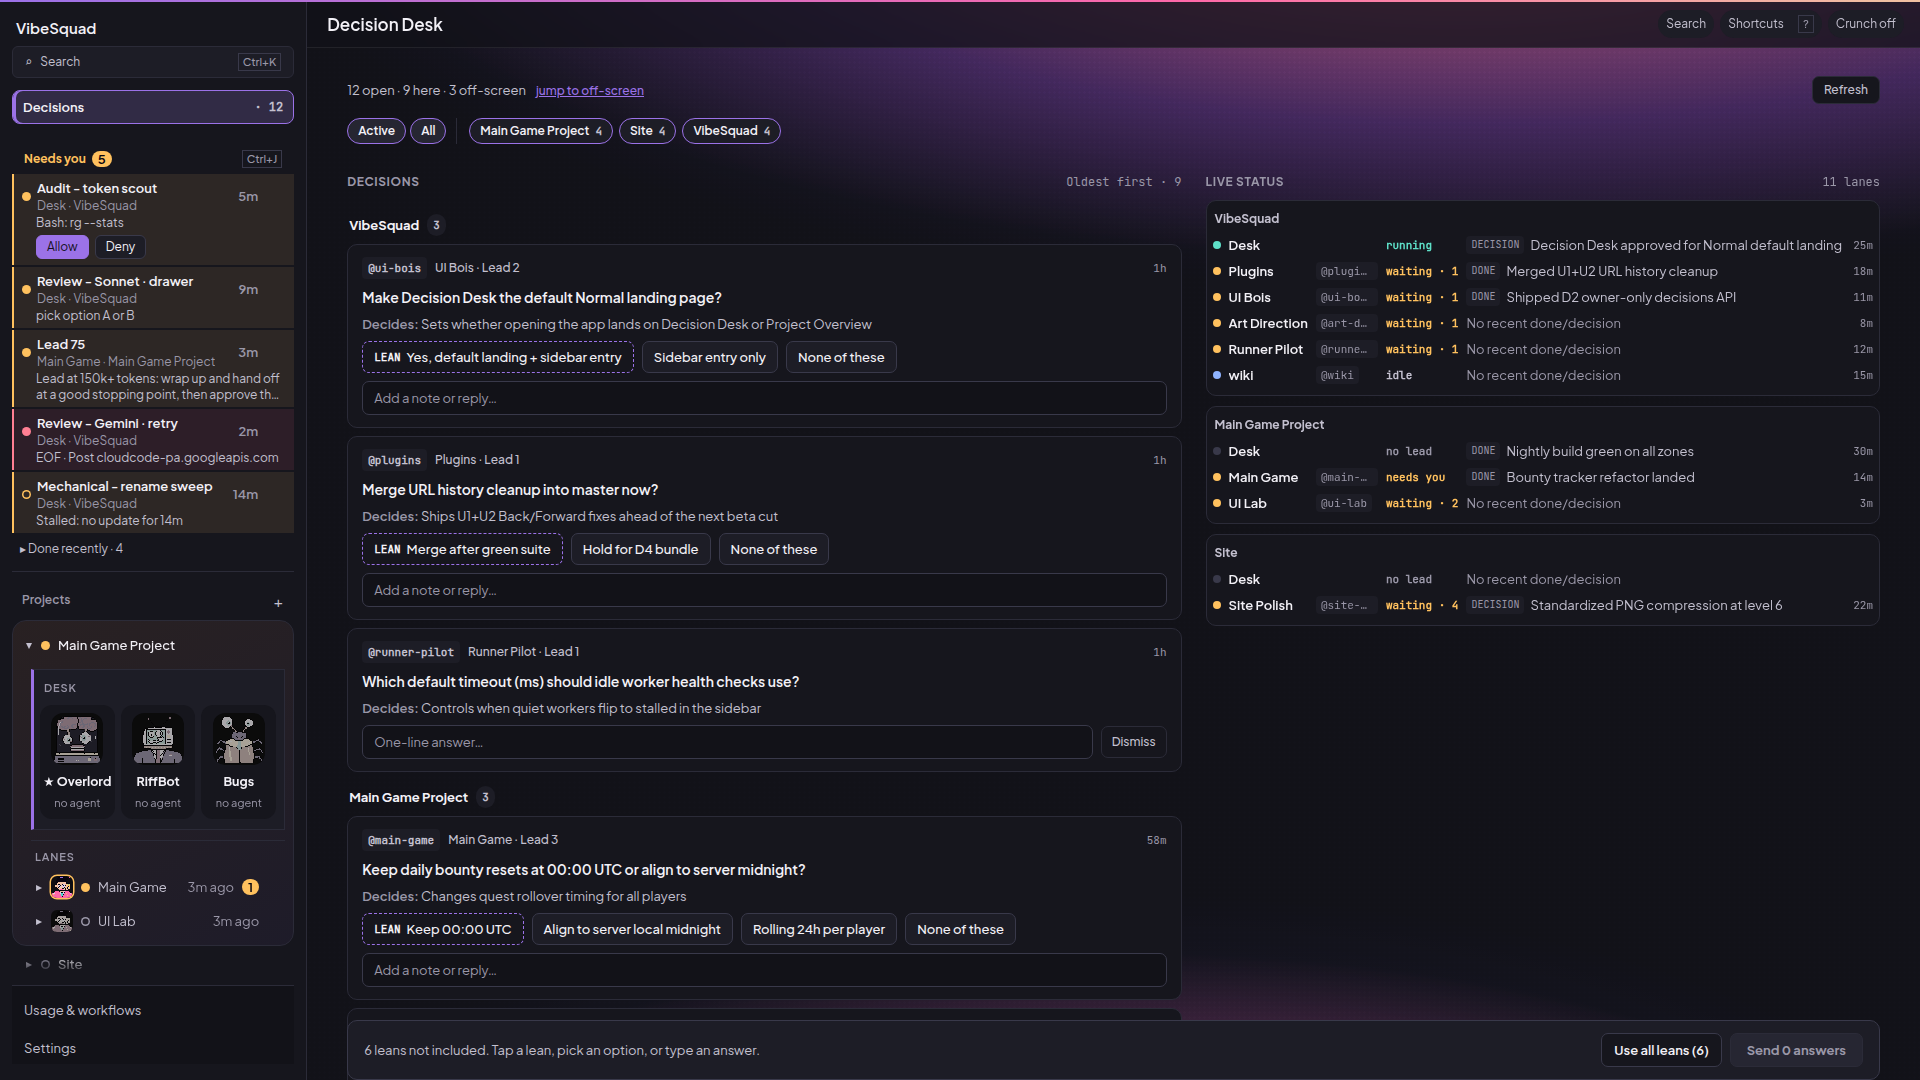 VibeSquad
Search
Ctrl+K
Decisions
· 12
Needs you 5
Ctrl+J
Audit - token scout
5m
Desk · VibeSquad
Bash: rg --stats
Allow
Deny
Review - Sonnet · drawer
9m
Desk · VibeSquad
pick option A or B
Lead 75
3m
Main Game · Main Game Project
Lead at 150k+ tokens: wrap up and hand off
at a good stopping point, then approve th…
Review - Gemini · retry
2m
Desk · VibeSquad
EOF · Post cloudcode-pa.googleapis.com
Mechanical - rename sweep
14m
Desk · VibeSquad
Stalled: no update for 14m
▸ Done recently · 4
Projects
+
Main Game Project
DESK
★ Overlord
no agent
RiffBot
no agent
Bugs
no agent
LANES
Main Game
3m ago
1
UI Lab
3m ago
Site
Usage & workflows
Settings
Decision Desk
Search
Shortcuts
?
Crunch off
12 open · 9 here · 3 off-screen jump to off-screen
Refresh
Active
All
Main Game Project 4
Site 4
VibeSquad 4
DECISIONS
Oldest first · 9
VibeSquad 3
@ui-bois UI Bois · Lead 2
1h
Make Decision Desk the default Normal landing page?
Decides: Sets whether opening the app lands on Decision Desk or Project Overview
LEAN Yes, default landing + sidebar entry
Sidebar entry only
None of these
Add a note or reply…
@plugins Plugins · Lead 1
1h
Merge URL history cleanup into master now?
Decides: Ships U1+U2 Back/Forward fixes ahead of the next beta cut
LEAN Merge after green suite
Hold for D4 bundle
None of these
Add a note or reply…
@runner-pilot Runner Pilot · Lead 1
1h
Which default timeout (ms) should idle worker health checks use?
Decides: Controls when quiet workers flip to stalled in the sidebar
One-line answer…
Dismiss
Main Game Project 3
@main-game Main Game · Lead 3
58m
Keep daily bounty resets at 00:00 UTC or align to server midnight?
Decides: Changes quest rollover timing for all players
LEAN Keep 00:00 UTC
Align to server local midnight
Rolling 24h per player
None of these
Add a note or reply…
LIVE STATUS
11 lanes
VibeSquad
Desk running DECISION Decision Desk approved for Normal default landing 25m
Plugins @plugi… waiting · 1 DONE Merged U1+U2 URL history cleanup 18m
UI Bois @ui-bo… waiting · 1 DONE Shipped D2 owner-only decisions API 11m
Art Direction @art-d… waiting · 1 No recent done/decision 8m
Runner Pilot @runne… waiting · 1 No recent done/decision 12m
wiki @wiki idle No recent done/decision 15m
Main Game Project
Desk no lead DONE Nightly build green on all zones 30m
Main Game @main-… needs you DONE Bounty tracker refactor landed 14m
UI Lab @ui-lab waiting · 2 No recent done/decision 3m
Site
Desk no lead No recent done/decision
Site Polish @site-… waiting · 4 DECISION Standardized PNG compression at level 6 22m
6 leans not included. Tap a lean, pick an option, or type an answer.
Use all leans (6)
Send 0 answers